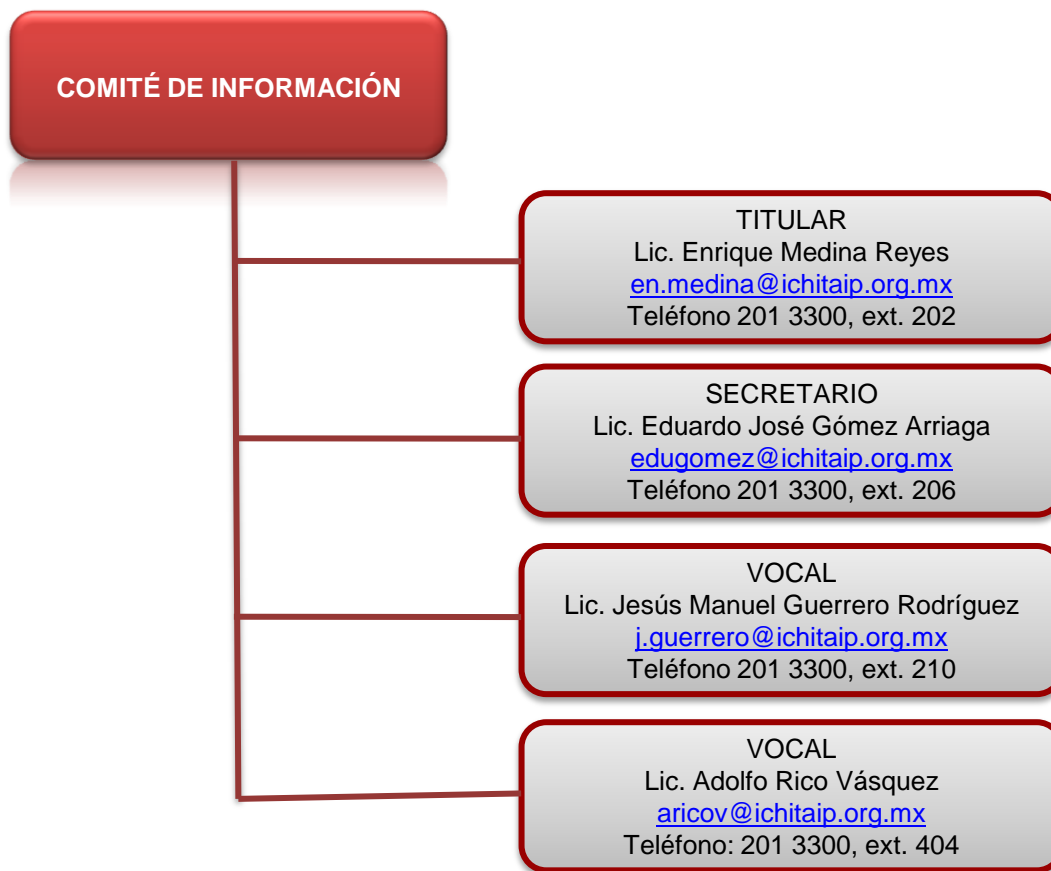 COMITÉ DE INFORMACIÓN
TITULAR
Lic. Enrique Medina Reyes
en.medina@ichitaip.org.mx
Teléfono 201 3300, ext. 202
SECRETARIO
Lic. Eduardo José Gómez Arriaga
edugomez@ichitaip.org.mx
Teléfono 201 3300, ext. 206
VOCAL
Lic. Jesús Manuel Guerrero Rodríguez
j.guerrero@ichitaip.org.mx
Teléfono 201 3300, ext. 210
VOCAL
Lic. Adolfo Rico Vásquez
aricov@ichitaip.org.mx
Teléfono: 201 3300, ext. 404